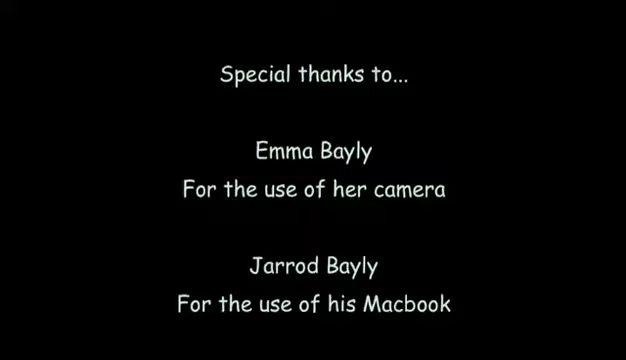 Special thanks to...
Emma Bayly
For the use of her camera
Jarrod Bayly
For the use of his Macbook